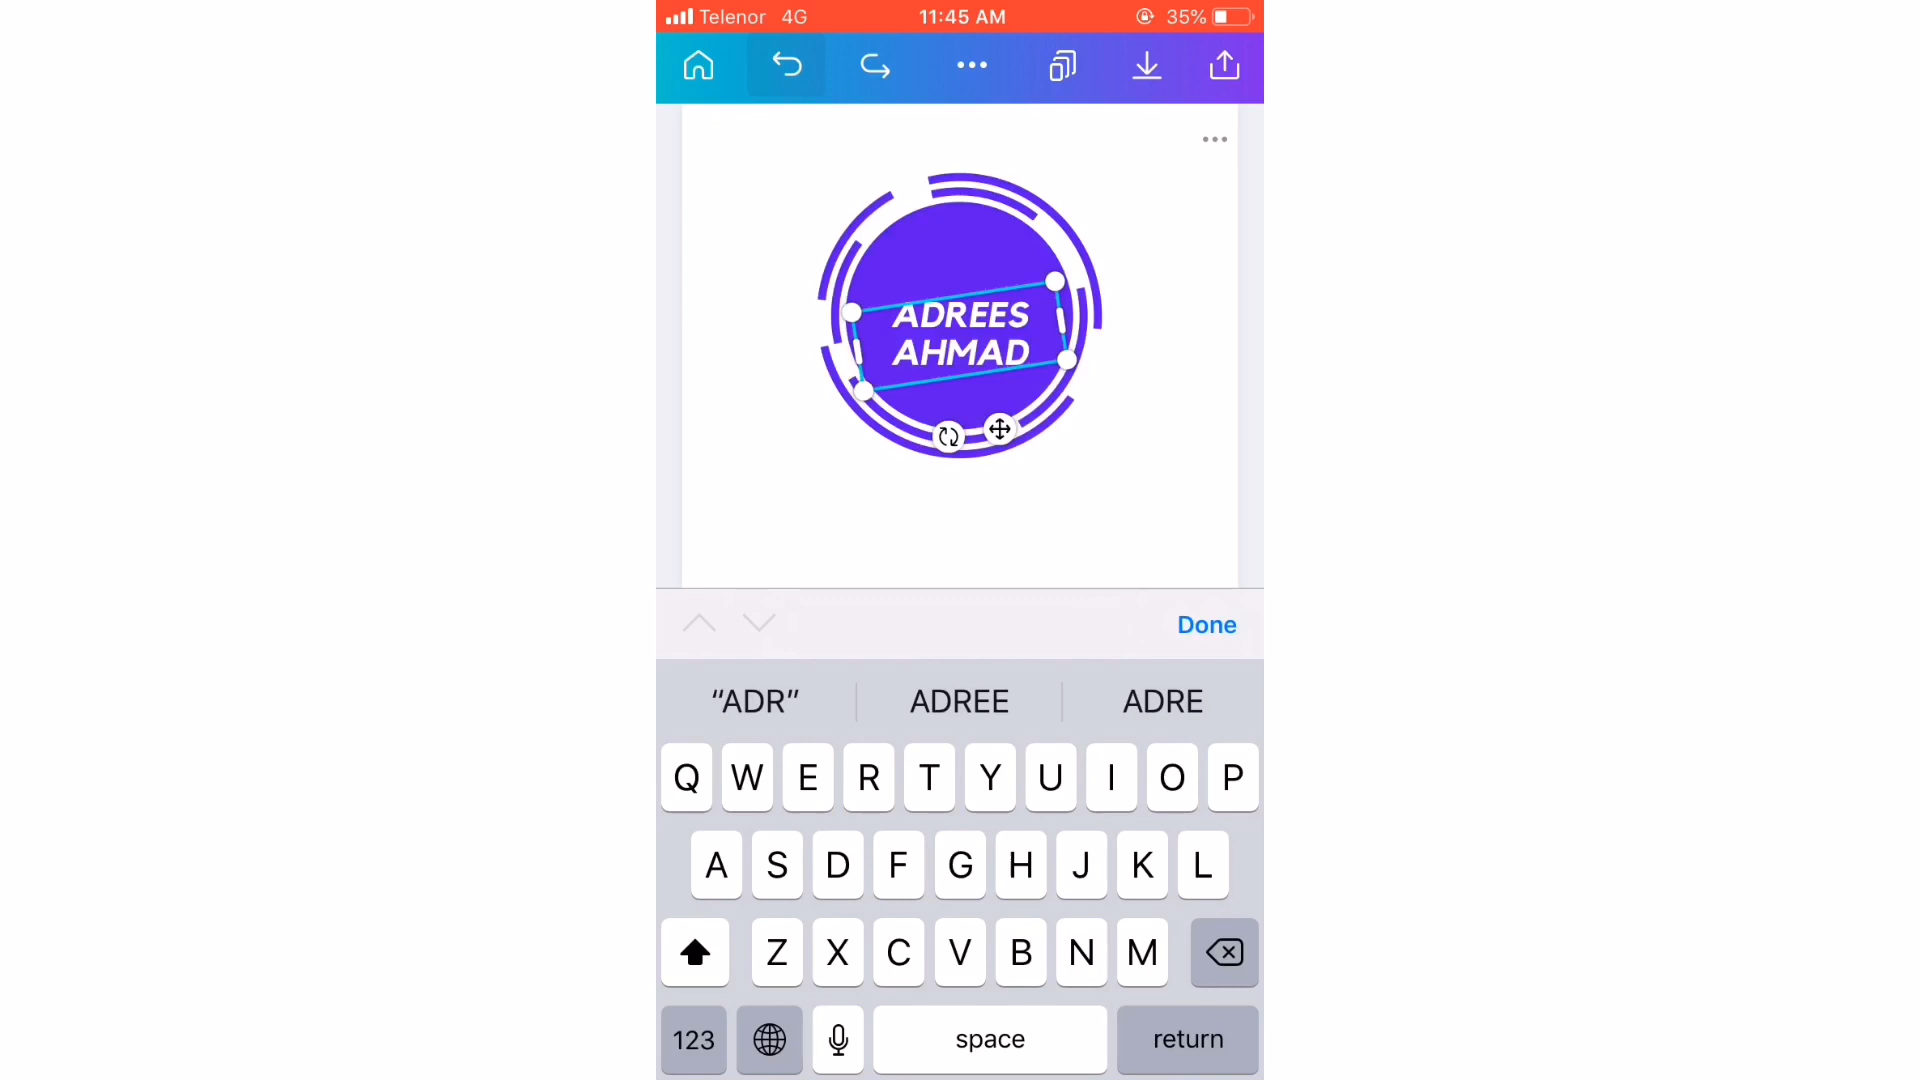 Telenor 4G 11:45 AM 35%
ADREES
AHMAD
Done
“ADR” ADREE ADRE
Q W E R T Y U I O P
A S D F G H J K L
Z X C V B N M
123 space return